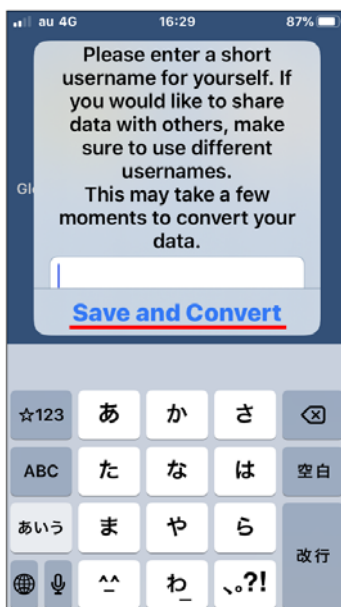 au 4G 16:29 87%
Please enter a short
username for yourself. If
you would like to share
data with others, make
sure to use different
usernames.
This may take a few
moments to convert your
data.
Gl
Save and Convert
☆123 あ か さ
ABC た な は 空白
あいう ま や ら
^^ わ_ 、。?! 改行